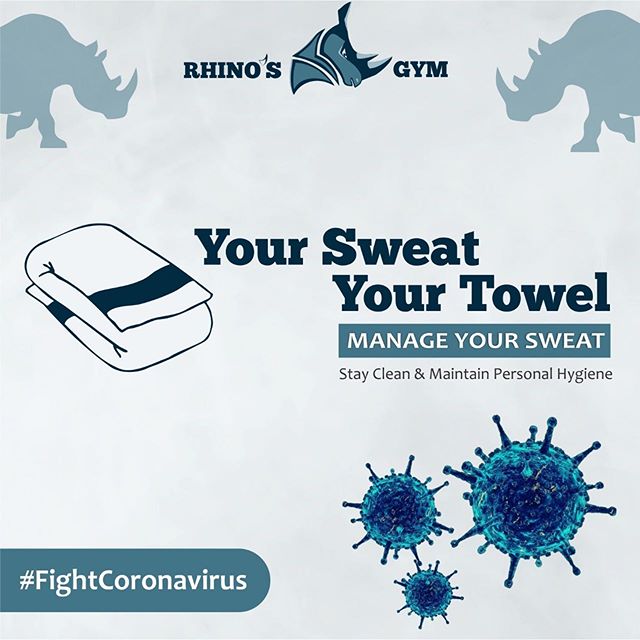 RHINO'S GYM
Your Sweat
Your Towel
MANAGE YOUR SWEAT
Stay Clean & Maintain Personal Hygiene
#FightCoronavirus